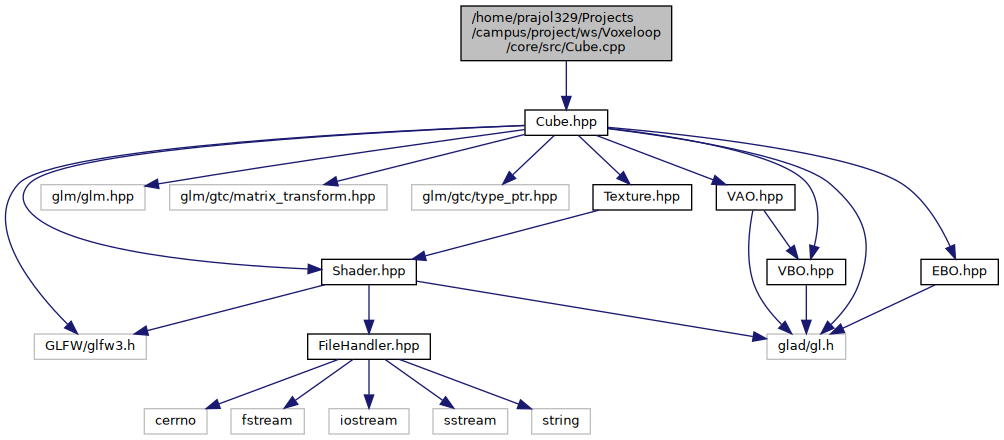 /home/prajol329/Projects
/campus/project/ws/Voxeloop
/core/src/Cube.cpp
Cube.hpp
glm/glm.hpp
glm/gtc/matrix_transform.hpp
glm/gtc/type_ptr.hpp
Texture.hpp
VAO.hpp
Shader.hpp
VBO.hpp
EBO.hpp
GLFW/glfw3.h
FileHandler.hpp
glad/gl.h
cerrno
fstream
iostream
sstream
string